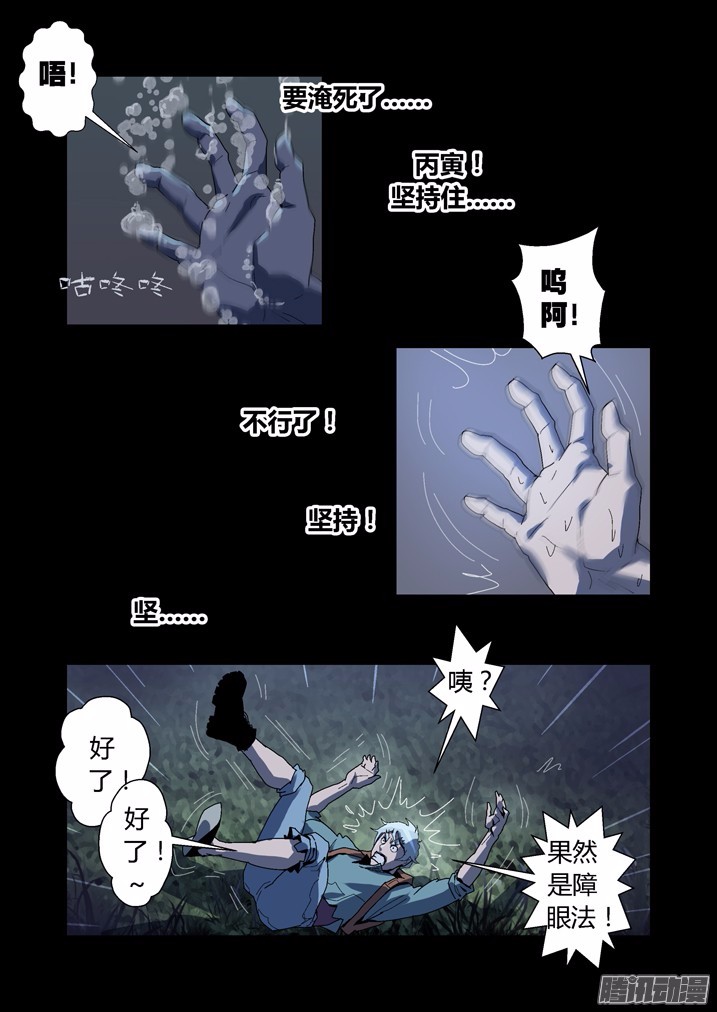 唔!
要淹死了……
丙寅！
坚持住……
咕咚咚
呜
阿!
不行了！
坚持！
坚……
咦？
好
了！
好
了！
~
果然
是障
眼法！
腾讯动漫